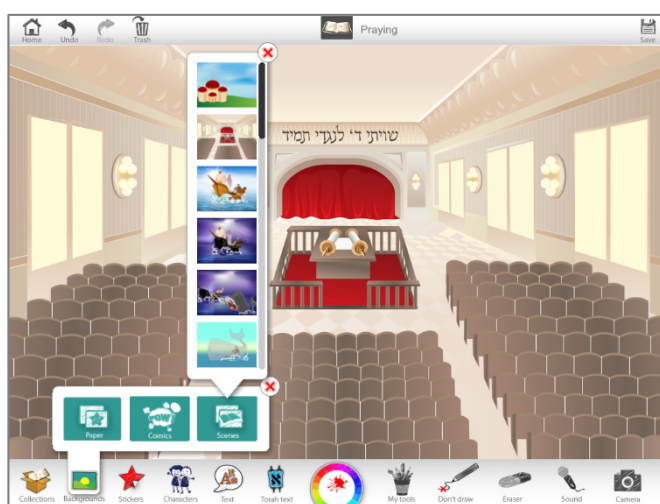 Home
Undo
Redo
Trash
Praying
Save
שויתי ד' לנגדי תמיד
Paper
POW
Comics
Scenes
Collections
Backgrounds
Stickers
Characters
Text
Torah text
My tools
Don't draw
Eraser
Sound
Camera